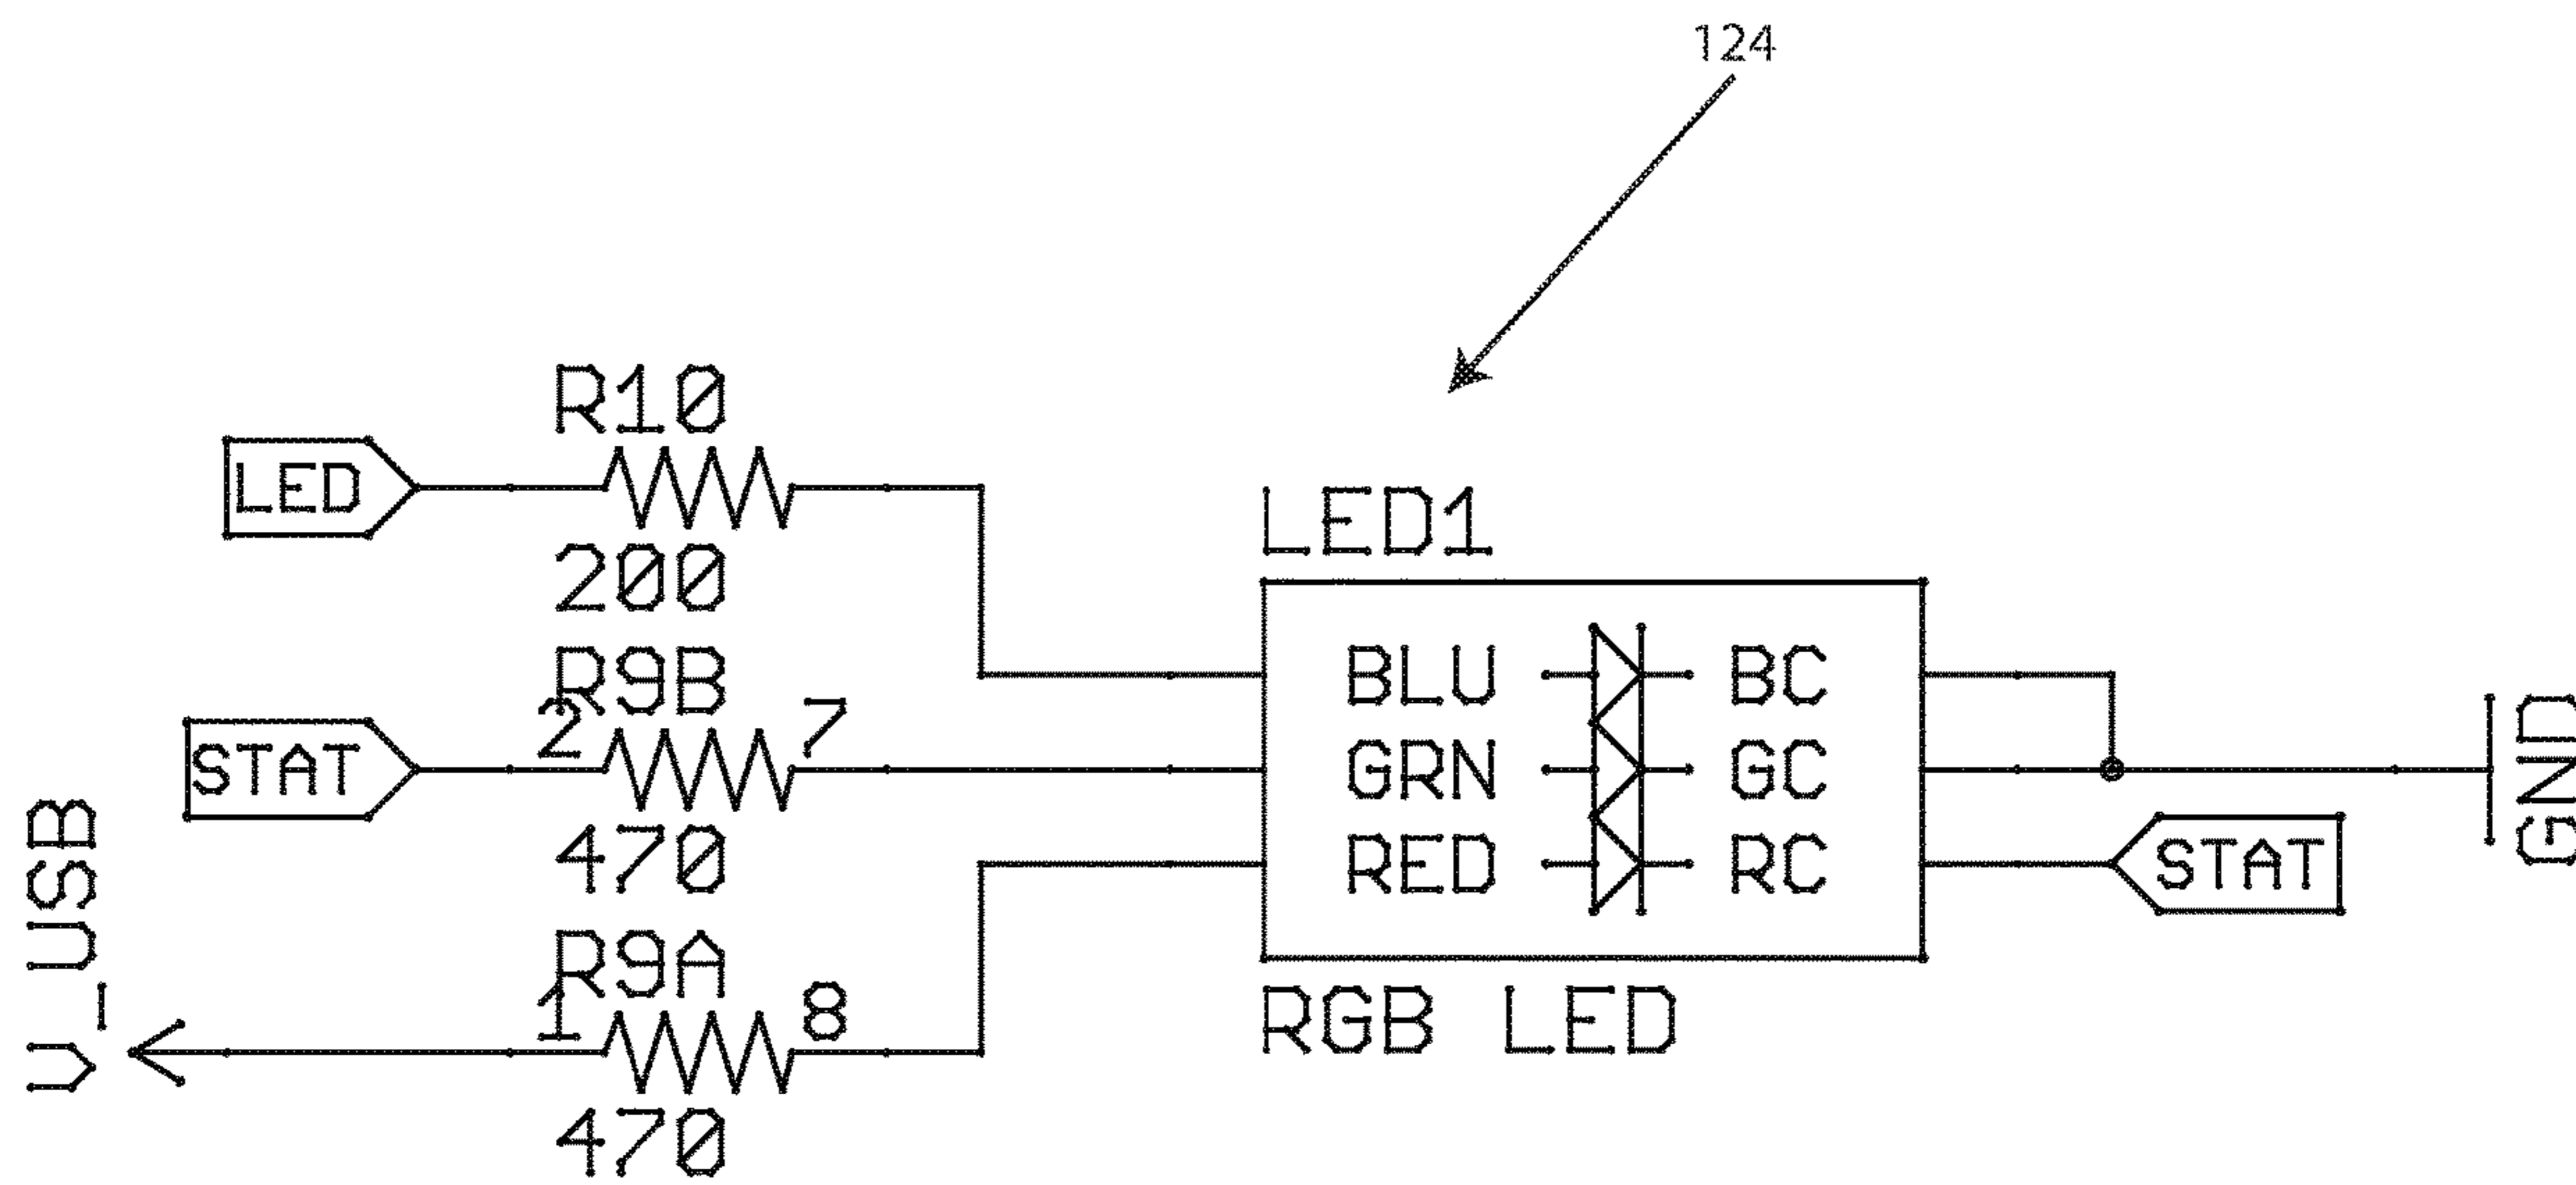 124
R10
LED
200
LED1
R9B
2 7
STAT
470
BLU BC
GRN GC
RED RC
GND
STAT
V_USB
R9A
1 8
470
RGB LED